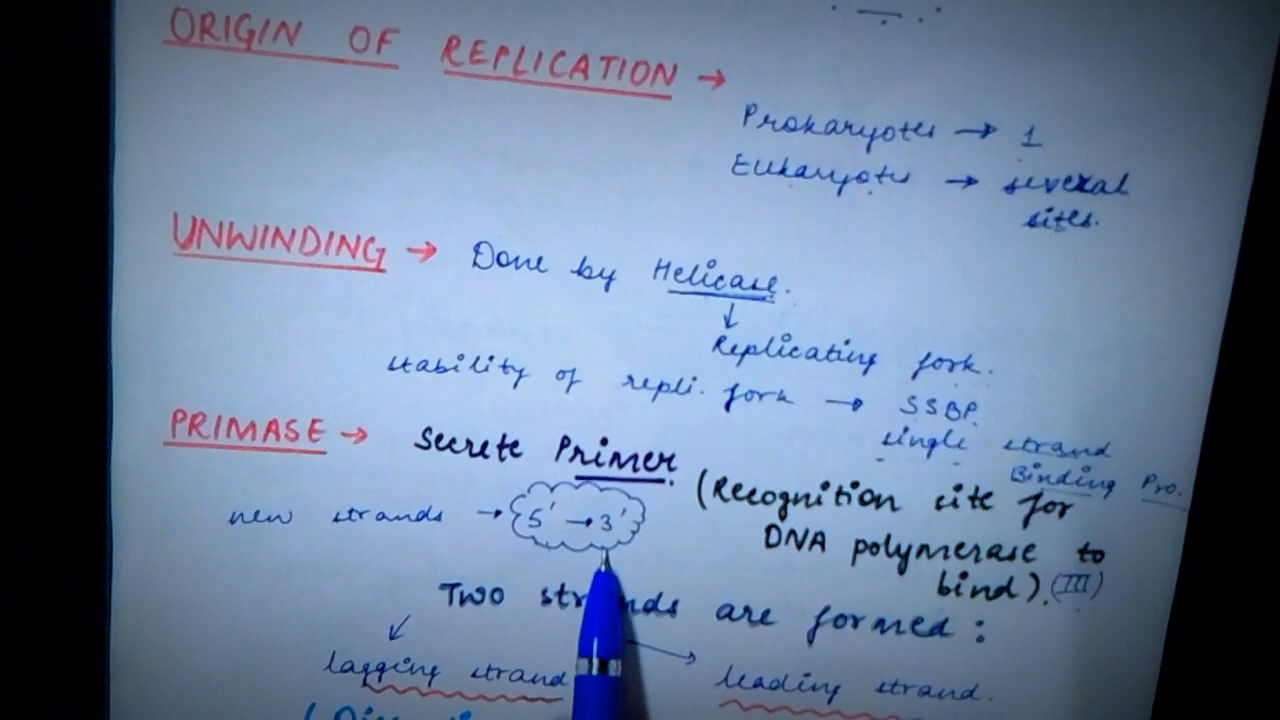 ORIGIN OF REPLICATION →
Prokaryotes → 1
Eukaryotes → several
sites.
UNWINDING → Done by Helicase.
↓
Replicating fork.
stability of repli. fork → SSBP.
single strand
Binding Pro.
PRIMASE → Secrete Primer.
(Recognition site for
DNA polymerase to
bind). (III)
new strands → 5' → 3'
Two strands are formed:
lagging strand
leading strand.